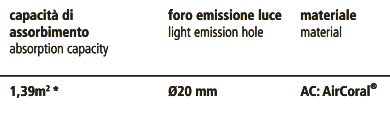 capacità di
assorbimento
absorption capacity
foro emissione luce
light emission hole
materiale
material
1,39m² *
Ø20 mm
AC: AirCoral®